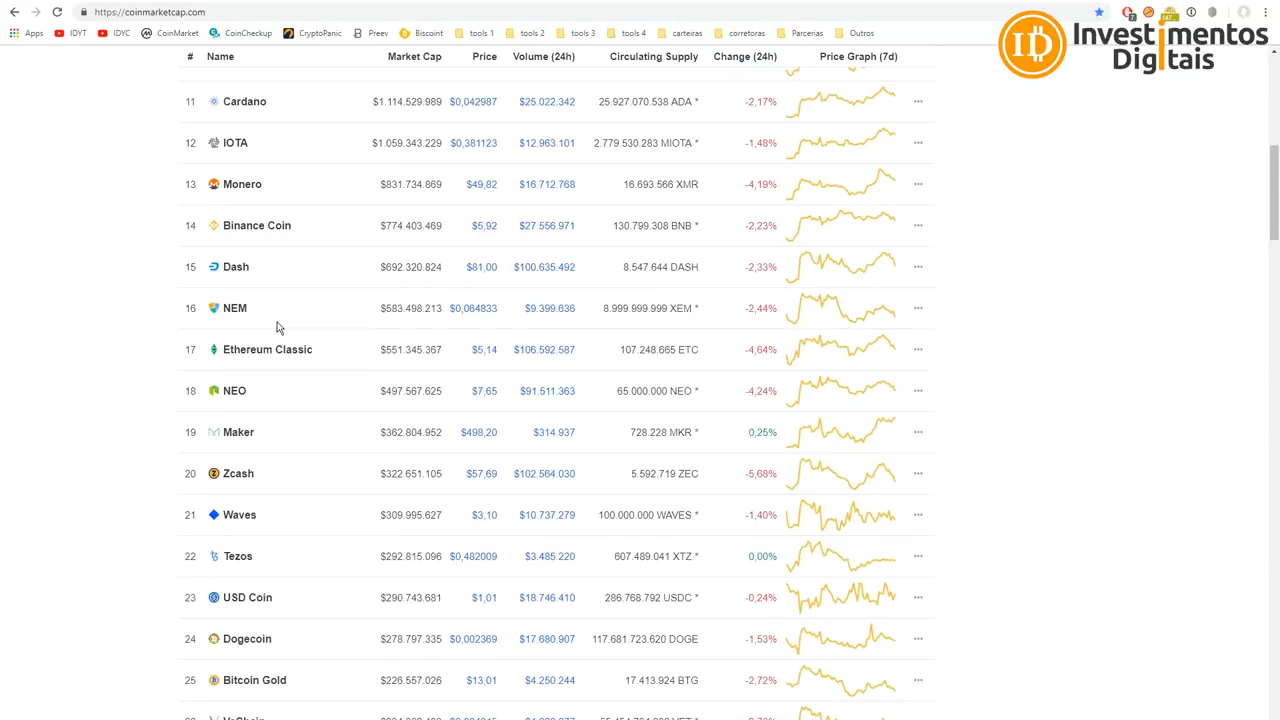 https://coinmarketcap.com
Apps IDYT IDYC CoinMarket CoinCheckup CryptoPanic Preev Biscoint tools 1 tools 2 tools 3 tools 4 carteiras corretoras Parcerias Outros
Investimentos
Digitais
# Name Market Cap Price Volume (24h) Circulating Supply Change (24h) Price Graph (7d)
11 Cardano $1.114.529.989 $0,042987 $25.022.342 25.927.070.538 ADA * -2,17%
12 IOTA $1.059.343.229 $0,381123 $12.963.101 2.779.530.283 MIOTA * -1,48%
13 Monero $831.734.869 $49,82 $16.712.768 16.693.566 XMR -4,19%
14 Binance Coin $774.403.469 $5,92 $27.556.971 130.799.308 BNB * -2,23%
15 Dash $692.320.824 $81,00 $100.635.492 8.547.644 DASH -2,33%
16 NEM $583.498.213 $0,064833 $9.399.636 8.999.999.999 XEM * -2,44%
17 Ethereum Classic $551.345.367 $5,14 $106.592.587 107.248.665 ETC -4,64%
18 NEO $497.567.625 $7,65 $91.511.363 65.000.000 NEO * -4,24%
19 Maker $362.804.952 $498,20 $314.937 728.228 MKR * 0,25%
20 Zcash $322.651.105 $57,69 $102.564.030 5.592.719 ZEC -5,68%
21 Waves $309.995.627 $3,10 $10.737.279 100.000.000 WAVES * -1,40%
22 Tezos $292.815.096 $0,482009 $3.485.220 607.489.041 XTZ * 0,00%
23 USD Coin $290.743.681 $1,01 $18.746.410 286.768.792 USDC * -0,24%
24 Dogecoin $278.797.335 $0,002369 $17.680.907 117.681.723.620 DOGE -1,53%
25 Bitcoin Gold $226.557.026 $13,01 $4.250.244 17.413.924 BTG -2,72%